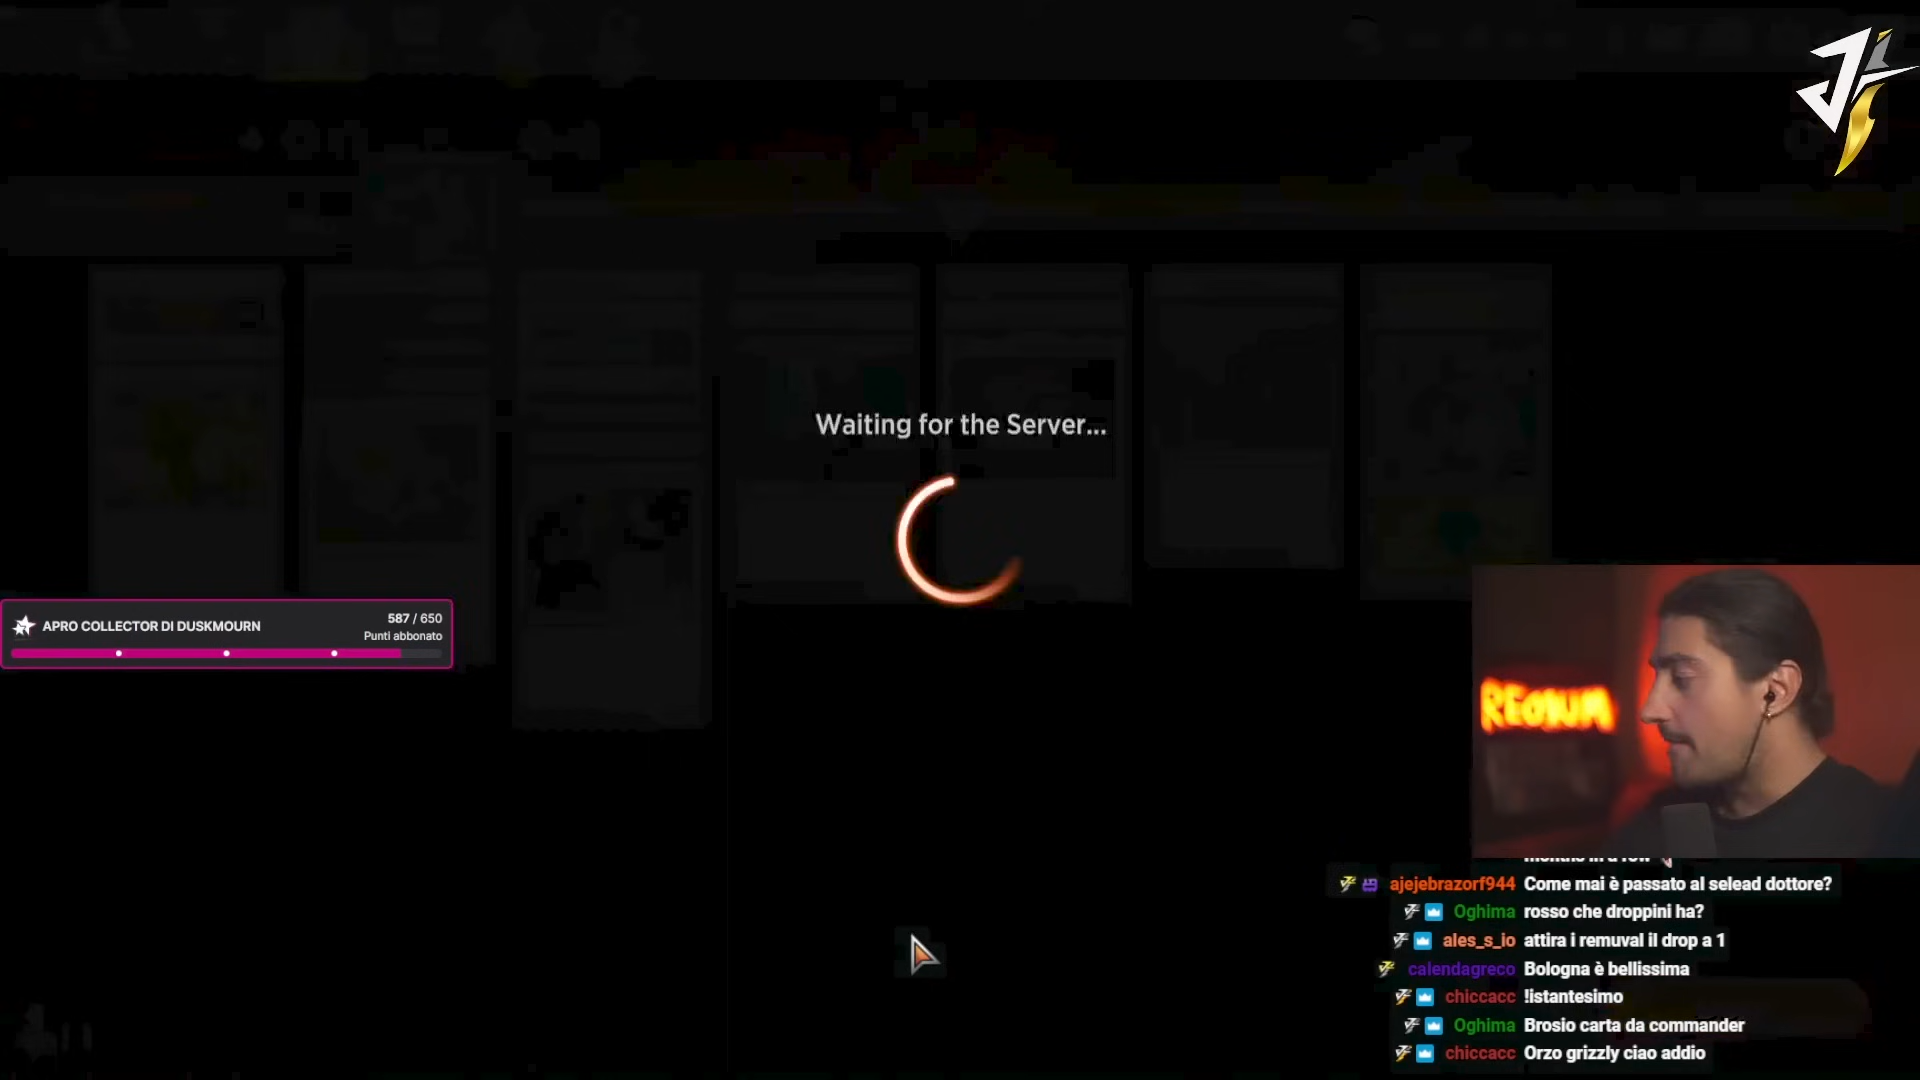 Waiting for the Server...
APRO COLLECTOR DI DUSKMOURN
587 / 650
Punti abbonato
REDRUM
ajejebrazorf944 Come mai è passato al selead dottore?
Oghima rosso che droppini ha?
ales_s_io attira i remuval il drop a 1
calendagreco Bologna è bellissima
chiccacc !istantesimo
Oghima Brosio carta da commander
chiccacc Orzo grizzly ciao addio